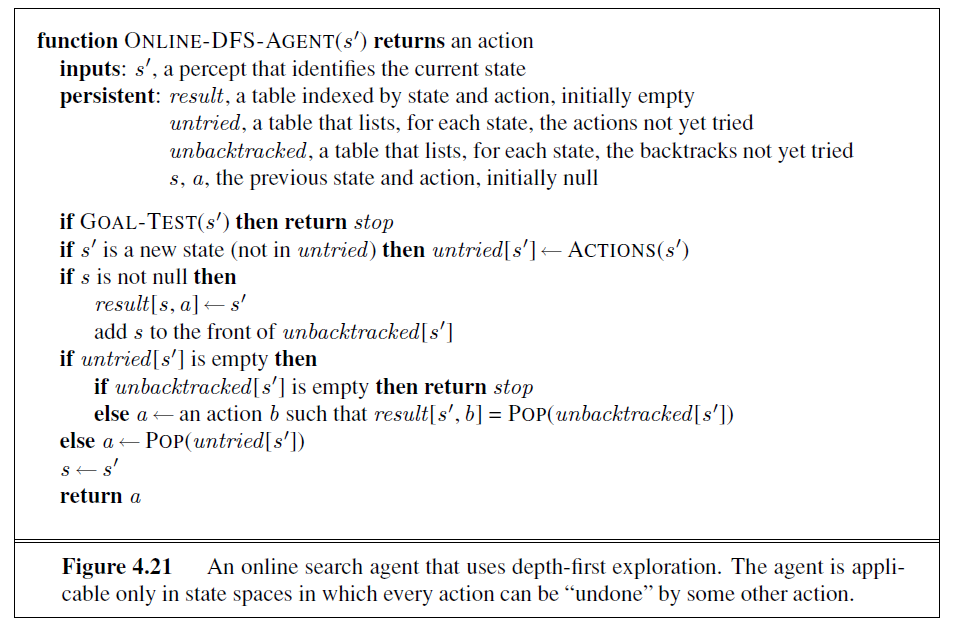 function ONLINE-DFS-AGENT(s′) returns an action
inputs: s′, a percept that identifies the current state
persistent: result, a table indexed by state and action, initially empty
untried, a table that lists, for each state, the actions not yet tried
unbacktracked, a table that lists, for each state, the backtracks not yet tried
s, a, the previous state and action, initially null
if GOAL-TEST(s′) then return stop
if s′ is a new state (not in untried) then untried[s′] ← ACTIONS(s′)
if s is not null then
result[s, a] ← s′
add s to the front of unbacktracked[s′]
if untried[s′] is empty then
if unbacktracked[s′] is empty then return stop
else a ← an action b such that result[s′, b] = POP(unbacktracked[s′])
else a ← POP(untried[s′])
s ← s′
return a
Figure 4.21 An online search agent that uses depth-first exploration. The agent is appli-
cable only in state spaces in which every action can be “undone” by some other action.